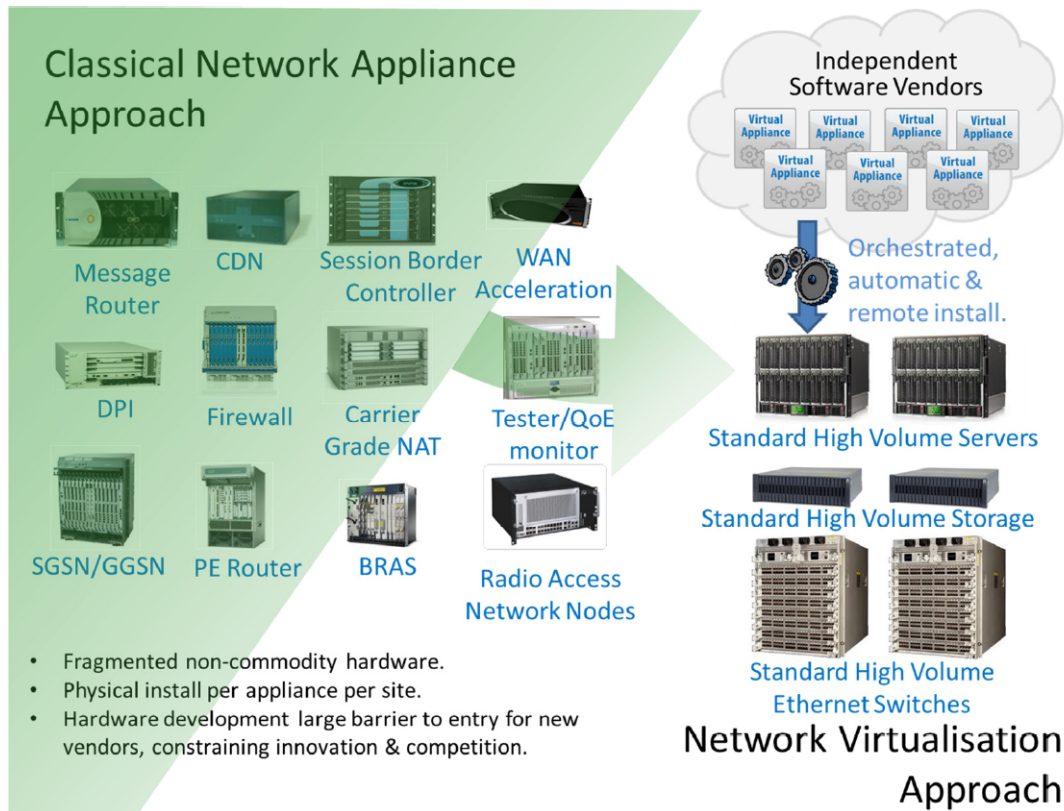 Classical Network Appliance
Approach
Message
Router
CDN
Session Border
Controller
WAN
Acceleration
DPI
Firewall
Carrier
Grade NAT
Tester/QoE
monitor
SGSN/GGSN
PE Router
BRAS
Radio Access
Network Nodes
• Fragmented non-commodity hardware.
• Physical install per appliance per site.
• Hardware development large barrier to entry for new
vendors, constraining innovation & competition.
Independent
Software Vendors
Virtual
Appliance
Virtual
Appliance
Virtual
Appliance
Virtual
Appliance
Virtual
Appliance
Virtual
Appliance
Virtual
Appliance
Orchestrated,
automatic &
remote install.
Standard High Volume Servers
Standard High Volume Storage
Standard High Volume
Ethernet Switches
Network Virtualisation
Approach